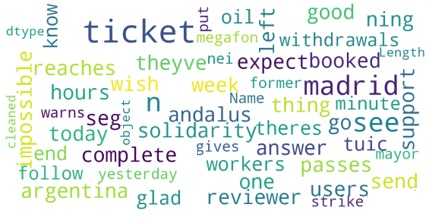 dtype
know
ticket
put
oil
left
good
ning
megafon
withdrawals
reaches
theyve
nei
expect
booked
Length
impossible
wish
week
former
madrid
support
hours
n
Name
thing
minute
cleaned
warns
seg
object
andalus
go
see
today
solidarity
theres
tuic
end
complete
gives
answer
mayor
follow
yesterday
workers
passes
argentina
glad
one
reviewer
users
send
strike